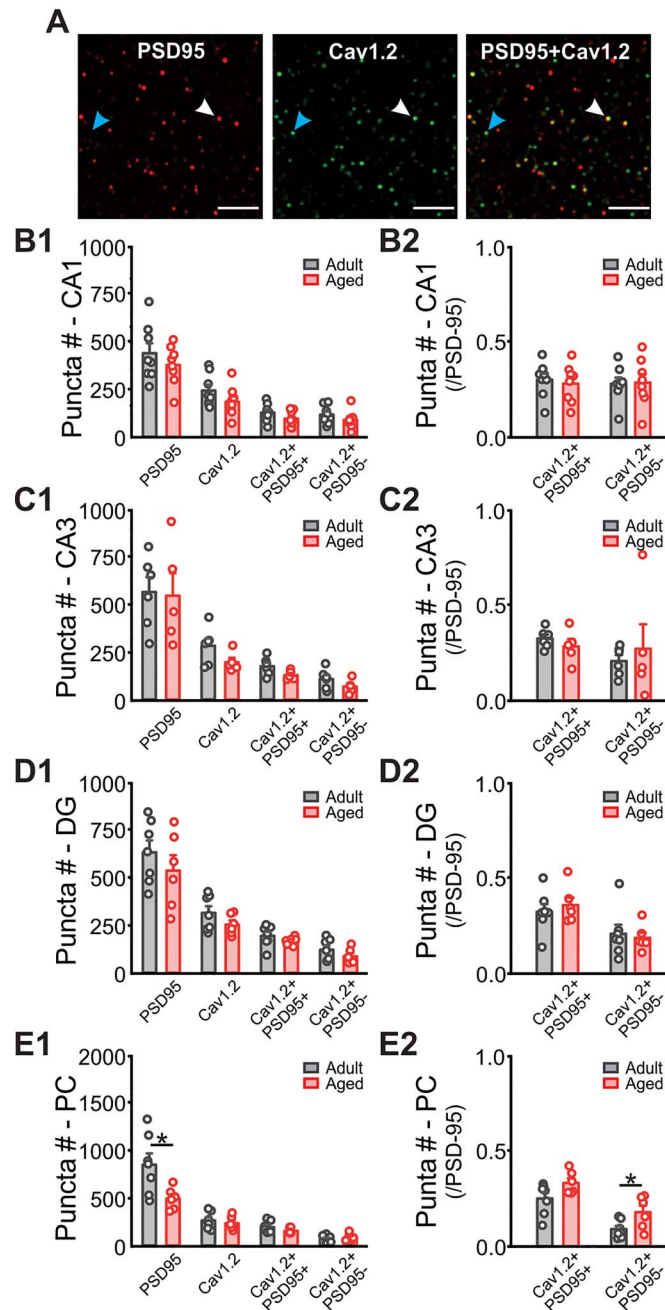 A
PSD95 Cav1.2 PSD95+Cav1.2
B1
Puncta # - CA1
1000
750
500
250
0
Adult
Aged
PSD95
Cav1.2
Cav1.2+
PSD95+
Cav1.2+
PSD95-
B2
Punta # - CA1
(/PSD-95)
1.0
0.5
0.0
Adult
Aged
Cav1.2+
PSD95+
Cav1.2+
PSD95-
C1
Puncta # - CA3
1000
750
500
250
0
Adult
Aged
PSD95
Cav1.2
Cav1.2+
PSD95+
Cav1.2+
PSD95-
C2
Punta # - CA3
(/PSD-95)
1.0
0.5
0.0
Adult
Aged
Cav1.2+
PSD95+
Cav1.2+
PSD95-
D1
Puncta # - DG
1000
750
500
250
0
Adult
Aged
PSD95
Cav1.2
Cav1.2+
PSD95+
Cav1.2+
PSD95-
D2
Punta # - DG
(/PSD-95)
1.0
0.5
0.0
Adult
Aged
Cav1.2+
PSD95+
Cav1.2+
PSD95-
E1
Puncta # - PC
2000
1500
1000
500
0
Adult
Aged
*
PSD95
Cav1.2
Cav1.2+
PSD95+
Cav1.2+
PSD95-
E2
Punta # - PC
(/PSD-95)
1.0
0.5
0.0
Adult
Aged
*
Cav1.2+
PSD95+
Cav1.2+
PSD95-